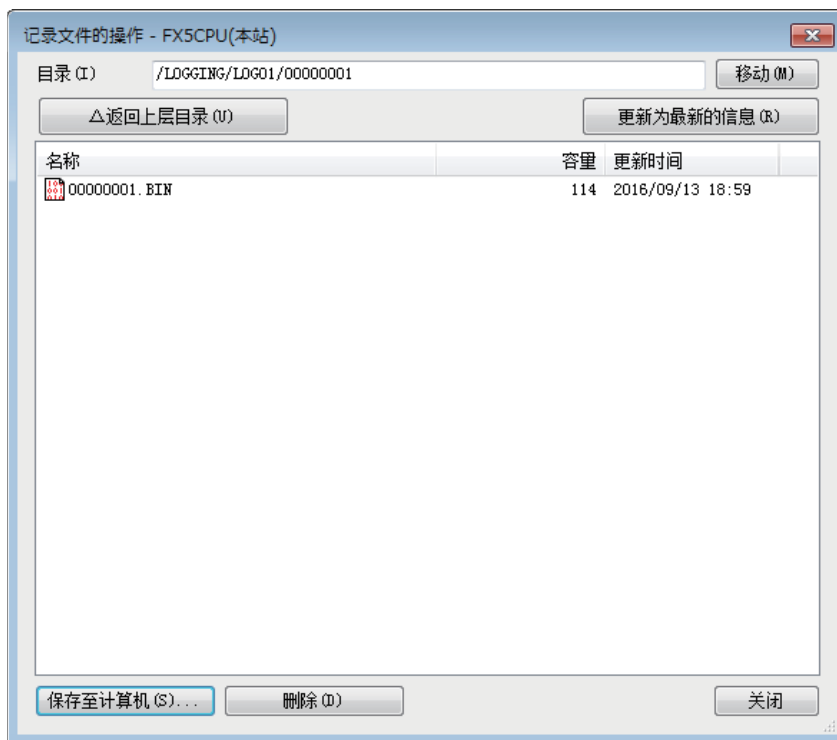 记录文件的操作 - FX5CPU(本站)
目录(I) /LOGGING/LOG01/00000001 移动(M)
△返回上层目录(U) 更新为最新的信息(R)
名称 容量 更新时间
00000001.BIN 114 2016/09/13 18:59
保存至计算机(S)... 删除(D) 关闭